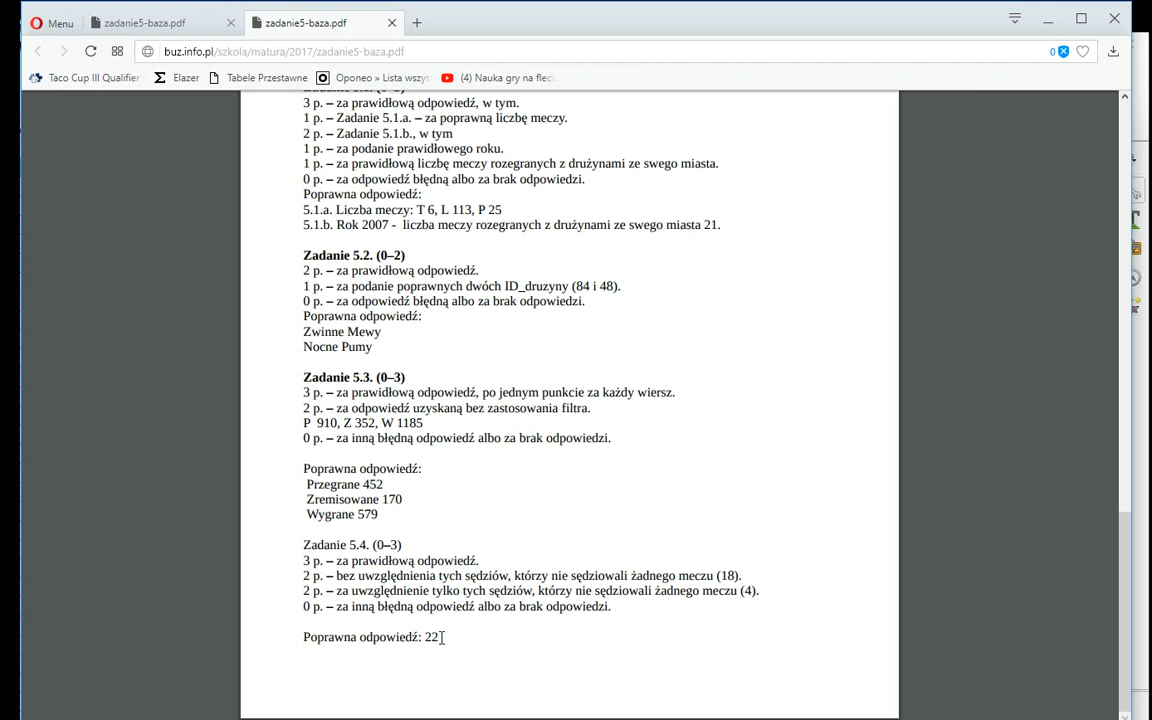 Menu
zadanie5-baza.pdf
zadanie5-baza.pdf
buz.info.pl/szkola/matura/2017/zadanie5-baza.pdf
0
Taco Cup III Qualifier
Elazer
Tabele Przestawne
Oponeo » Lista wszys
(4) Nauka gry na fleci
3 p. – za prawidłową odpowiedź, w tym.
1 p. – Zadanie 5.1.a. – za poprawną liczbę meczy.
2 p. – Zadanie 5.1.b., w tym
1 p. – za podanie prawidłowego roku.
1 p. – za prawidłową liczbę meczy rozegranych z drużynami ze swego miasta.
0 p. – za odpowiedź błędną albo za brak odpowiedzi.
Poprawna odpowiedź:
5.1.a. Liczba meczy: T 6, L 113, P 25
5.1.b. Rok 2007 - liczba meczy rozegranych z drużynami ze swego miasta 21.
Zadanie 5.2. (0–2)
2 p. – za prawidłową odpowiedź.
1 p. – za podanie poprawnych dwóch ID_druzyny (84 i 48).
0 p. – za odpowiedź błędną albo za brak odpowiedzi.
Poprawna odpowiedź:
Zwinne Mewy
Nocne Pumy
Zadanie 5.3. (0–3)
3 p. – za prawidłową odpowiedź, po jednym punkcie za każdy wiersz.
2 p. – za odpowiedź uzyskaną bez zastosowania filtra.
P 910, Z 352, W 1185
0 p. – za inną błędną odpowiedź albo za brak odpowiedzi.
Poprawna odpowiedź:
Przegrane 452
Zremisowane 170
Wygrane 579
Zadanie 5.4. (0–3)
3 p. – za prawidłową odpowiedź.
2 p. – bez uwzględnienia tych sędziów, którzy nie sędziowali żadnego meczu (18).
2 p. – za uwzględnienie tylko tych sędziów, którzy nie sędziowali żadnego meczu (4).
0 p. – za inną błędną odpowiedź albo za brak odpowiedzi.
Poprawna odpowiedź: 22